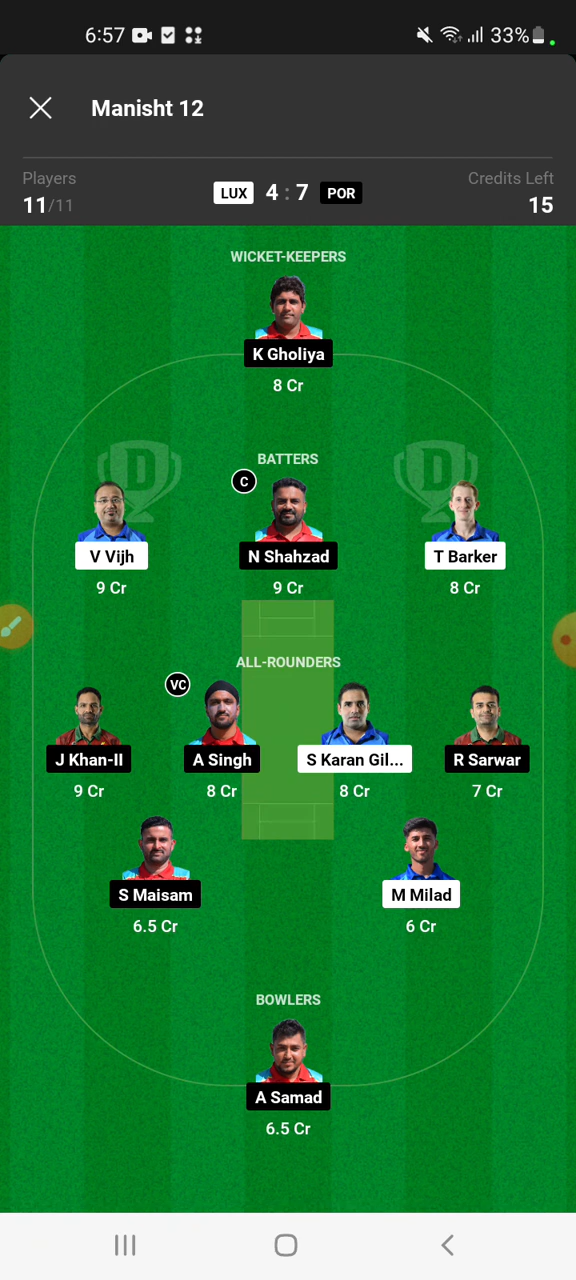 6:57
33%
Manisht 12
Players
Credits Left
11/11
LUX 4 : 7 POR
15
WICKET-KEEPERS
K Gholiya
8 Cr
BATTERS
D
D
C
V Vijh
N Shahzad
T Barker
9 Cr
9 Cr
8 Cr
ALL-ROUNDERS
VC
J Khan-II
A Singh
S Karan Gil...
R Sarwar
9 Cr
8 Cr
8 Cr
7 Cr
S Maisam
M Milad
6.5 Cr
6 Cr
BOWLERS
A Samad
6.5 Cr